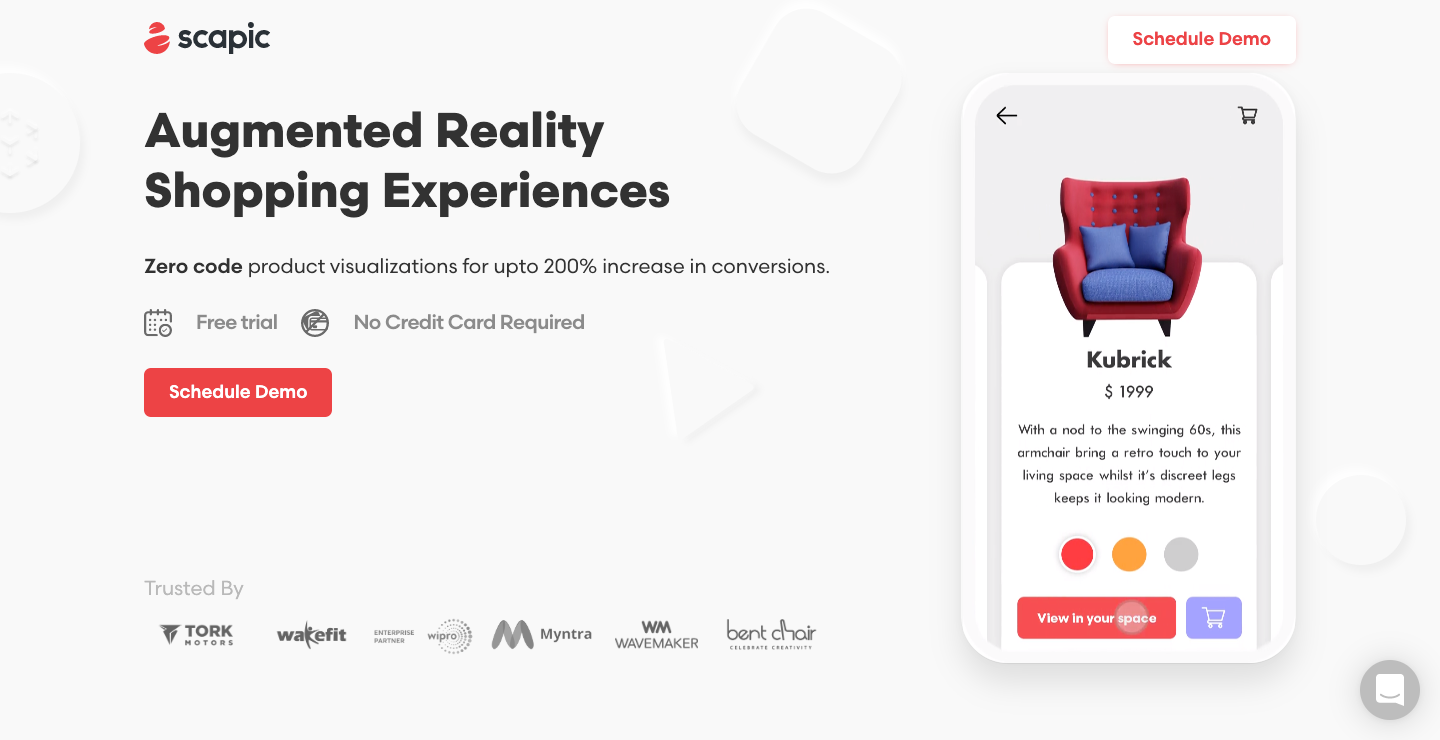 scapic
Schedule Demo
Augmented Reality
Shopping Experiences
Zero code product visualizations for upto 200% increase in conversions.
Free trial
No Credit Card Required
Schedule Demo
Trusted By
TORK
MOTORS
wakefit
ENTERPRISE
PARTNER
wipro
Myntra
WM
WAVEMAKER
bent chair
CELEBRATE CREATIVITY
Kubrick
$ 1999
With a nod to the swinging 60s, this
armchair bring a retro touch to your
living space whilst it's discreet legs
keeps it looking modern.
View in your space